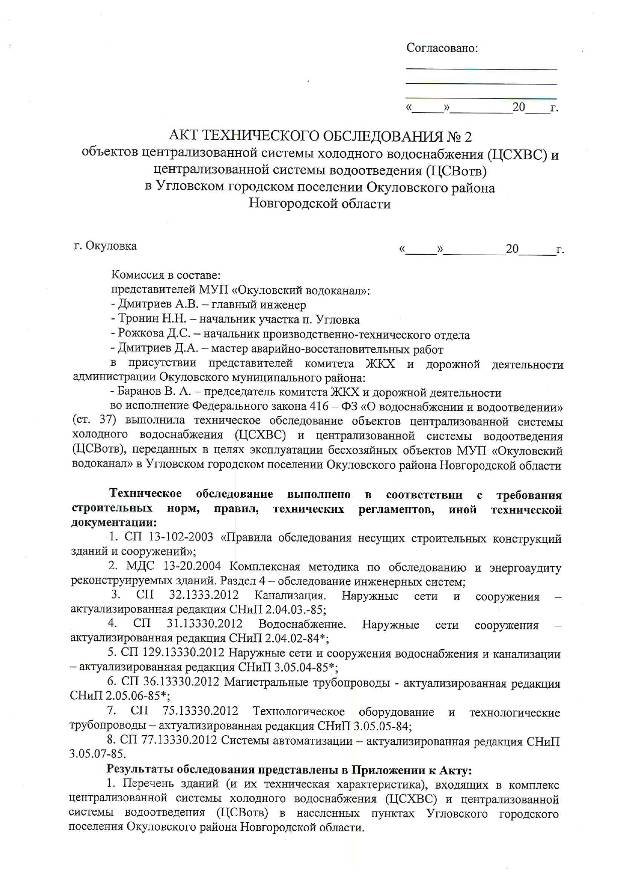 Согласовано:
«_____»__________20____г.
АКТ ТЕХНИЧЕСКОГО ОБСЛЕДОВАНИЯ № 2
объектов централизованной системы холодного водоснабжения (ЦСХВС) и
централизованной системы водоотведения (ЦСВотв)
в Угловском городском поселении Окуловского района
Новгородской области
г. Окуловка «_____»__________20______г.
Комиссия в составе:
представителей МУП «Окуловский водоканал»:
- Дмитриев А.В. – главный инженер
- Тронин Н.Н. – начальник участка п. Угловка
- Рожкова Д.С. – начальник производственно-технического отдела
- Дмитриев Д.А. – мастер аварийно-восстановительных работ
в присутствии представителей комитета ЖКХ и дорожной деятельности
администрации Окуловского муниципального района:
- Баранов В. А. – председатель комитета ЖКХ и дорожной деятельности
во исполнение Федерального закона 416 – ФЗ «О водоснабжении и водоотведении»
(ст. 37) выполнила техническое обследование объектов централизованной системы
холодного водоснабжения (ЦСХВС) и централизованной системы водоотведения
(ЦСВотв), переданных в целях эксплуатации бесхозяйных объектов МУП «Окуловский
водоканал» в Угловском городском поселении Окуловского района Новгородской области
Техническое обследование выполнено в соответствии с требования
строительных норм, правил, технических регламентов, иной технической
документации:
1. СП 13-102-2003 «Правила обследования несущих строительных конструкций
зданий и сооружений»;
2. МДС 13-20.2004 Комплексная методика по обследованию и энергоаудиту
реконструируемых зданий. Раздел 4 – обследование инженерных систем;
3. СП 32.1333.2012 Канализация. Наружные сети и сооружения –
актуализированная редакция СНиП 2.04.03.-85;
4. СП 31.13330.2012 Водоснабжение. Наружные сети сооружения –
актуализированная редакция СНиП 2.04.02-84*;
5. СП 129.13330.2012 Наружные сети и сооружения водоснабжения и канализации
– актуализированная редакция СНиП 3.05.04-85*;
6. СП 36.13330.2012 Магистральные трубопроводы - актуализированная редакция
СНиП 2.05.06-85*;
7. СП 75.13330.2012 Технологическое оборудование и технологические
трубопроводы – актуализированная редакция СНиП 3.05.05-84;
8. СП 77.13330.2012 Системы автоматизации – актуализированная редакция СНиП
3.05.07-85.
Результаты обследования представлены в Приложении к Акту:
1. Перечень зданий (и их техническая характеристика), входящих в комплекс
централизованной системы холодного водоснабжения (ЦСХВС) и централизованной
системы водоотведения (ЦСВотв) в населенных пунктах Угловского городского
поселения Окуловского района Новгородской области.